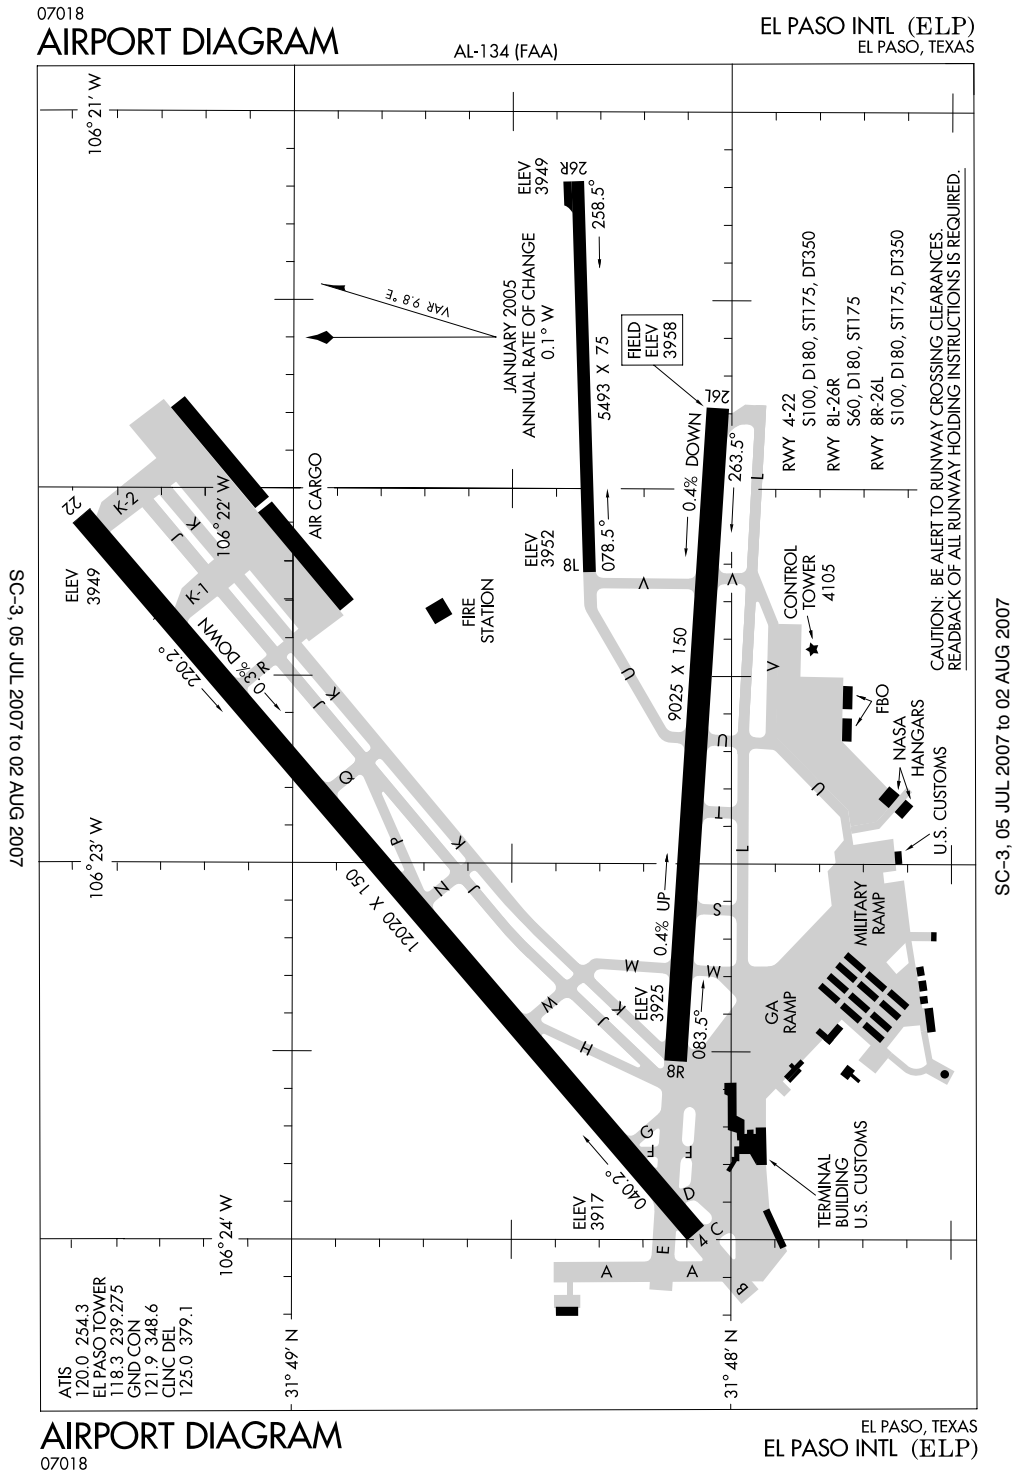 07018
AIRPORT DIAGRAM
AL-134 (FAA)
EL PASO INTL (ELP)
EL PASO, TEXAS
106° 21' W
ELEV
3949
26R
258.5°
JANUARY 2005
ANNUAL RATE OF CHANGE
0.1° W
VAR 9.8° E
5493 X 75
FIELD
ELEV
3958
26L
0.4% DOWN
263.5°
RWY 4-22
S100, D180, ST175, DT350
RWY 8L-26R
S60, D180, ST175
RWY 8R-26L
S100, D180, ST175, DT350
CAUTION: BE ALERT TO RUNWAY CROSSING CLEARANCES.
READBACK OF ALL RUNWAY HOLDING INSTRUCTIONS IS REQUIRED.
22
K-2
K
J
106° 22' W
AIR CARGO
ELEV
3949
K-1
ELEV
3952
8L
078.5°
L
V
V
T
CONTROL
TOWER
4105
FIRE
STATION
220.2°
0.3% DOWN
R
K
J
U
9025 X 150
V
FBO
NASA
HANGARS
U.S. CUSTOMS
Q
U
U
T
L
106° 23' W
P
K
N
J
12020 X 150
0.4% UP
S
MILITARY
RAMP
M
M
ELEV
3925
083.5°
GA
RAMP
W
K
J
H
8R
G
F
F
D
C
040.2°
ELEV
3917
4
E
A
A
B
TERMINAL
BUILDING
U.S. CUSTOMS
106° 24' W
ATIS
120.0 254.3
EL PASO TOWER
118.3 239.275
GND CON
121.9 348.6
CLNC DEL
125.0 379.1
31° 49' N
31° 48' N
SC-3, 05 JUL 2007 to 02 AUG 2007
SC-3, 05 JUL 2007 to 02 AUG 2007
AIRPORT DIAGRAM
07018
EL PASO, TEXAS
EL PASO INTL (ELP)